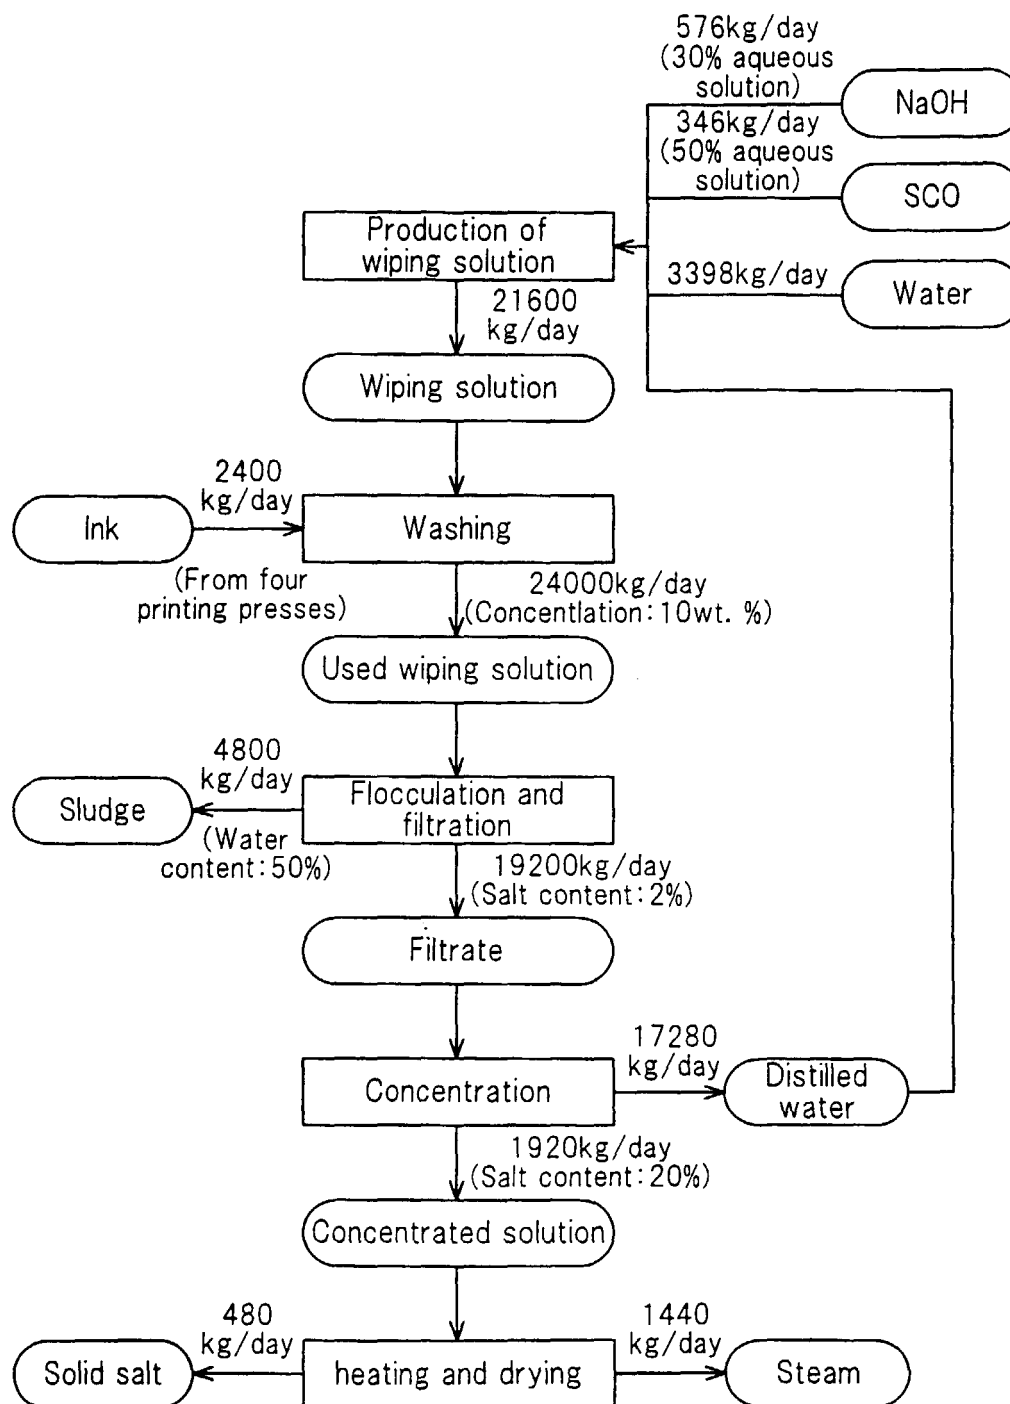 576kg/day
(30% aqueous
solution)
NaOH
346kg/day
(50% aqueous
solution)
SCO
Production of
wiping solution
3398kg/day
Water
21600
kg/day
Wiping solution
2400
kg/day
Ink
Washing
(From four
printing presses)
24000kg/day
(Concentlation:10wt. %)
Used wiping solution
4800
kg/day
Sludge
Flocculation and
filtration
(Water
content:50%)
19200kg/day
(Salt content:2%)
Filtrate
17280
kg/day
Concentration
Distilled
water
1920kg/day
(Salt content:20%)
Concentrated solution
480
kg/day
1440
kg/day
Solid salt
heating and drying
Steam